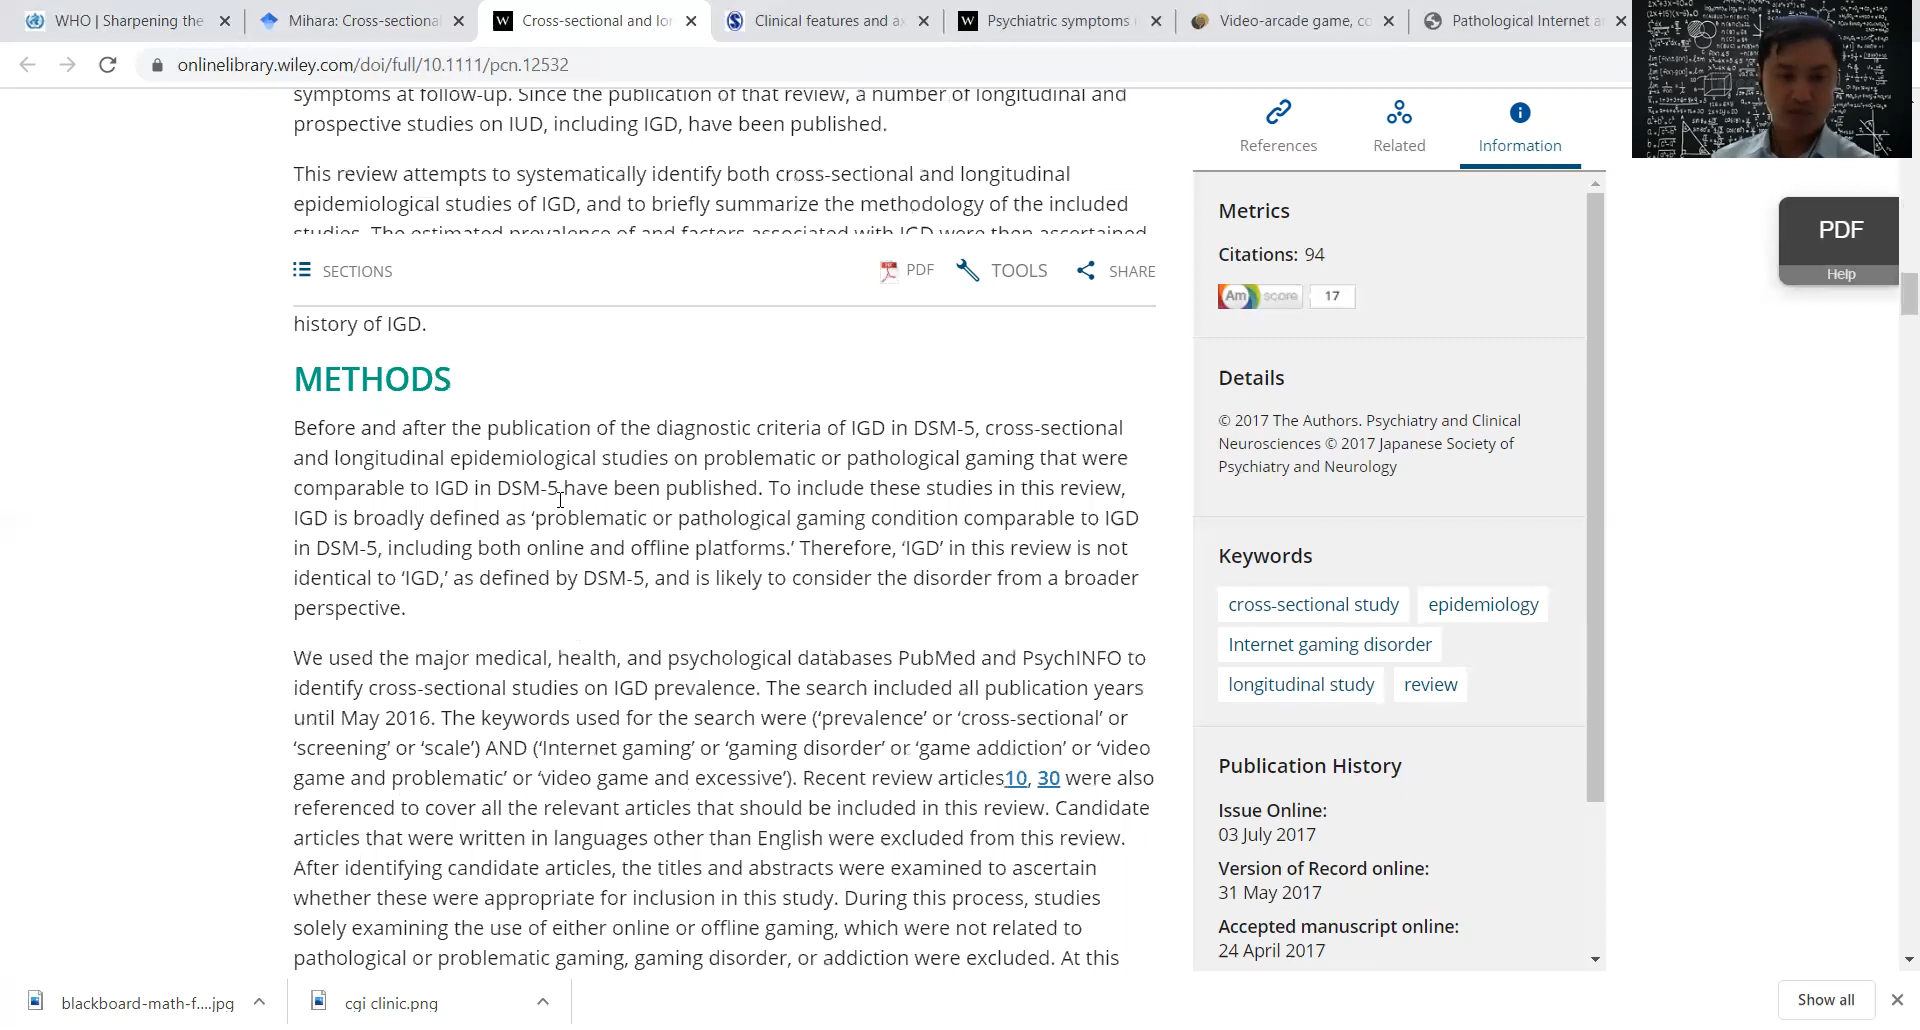 WHO | Sharpening the
Mihara: Cross-sectional
Cross-sectional and lor
Clinical features and ax
Psychiatric symptoms i
Video-arcade game, co
Pathological Internet a
onlinelibrary.wiley.com/doi/full/10.1111/pcn.12532
symptoms at follow-up. Since the publication of that review, a number of longitudinal and
prospective studies on IUD, including IGD, have been published.
This review attempts to systematically identify both cross-sectional and longitudinal
epidemiological studies of IGD, and to briefly summarize the methodology of the included
studies. The estimated prevalence of and factors associated with IGD were then ascertained
SECTIONS
PDF
TOOLS
SHARE
history of IGD.
METHODS
Before and after the publication of the diagnostic criteria of IGD in DSM-5, cross-sectional
and longitudinal epidemiological studies on problematic or pathological gaming that were
comparable to IGD in DSM-5 have been published. To include these studies in this review,
IGD is broadly defined as ‘problematic or pathological gaming condition comparable to IGD
in DSM-5, including both online and offline platforms.’ Therefore, ‘IGD’ in this review is not
identical to ‘IGD,’ as defined by DSM-5, and is likely to consider the disorder from a broader
perspective.
We used the major medical, health, and psychological databases PubMed and PsychINFO to
identify cross-sectional studies on IGD prevalence. The search included all publication years
until May 2016. The keywords used for the search were (‘prevalence’ or ‘cross-sectional’ or
‘screening’ or ‘scale’) AND (‘Internet gaming’ or ‘gaming disorder’ or ‘game addiction’ or ‘video
game and problematic’ or ‘video game and excessive’). Recent review articles10, 30 were also
referenced to cover all the relevant articles that should be included in this review. Candidate
articles that were written in languages other than English were excluded from this review.
After identifying candidate articles, the titles and abstracts were examined to ascertain
whether these were appropriate for inclusion in this study. During this process, studies
solely examining the use of either online or offline gaming, which were not related to
pathological or problematic gaming, gaming disorder, or addiction were excluded. At this
References
Related
Information
Metrics
Citations: 94
Am score 17
Details
© 2017 The Authors. Psychiatry and Clinical
Neurosciences © 2017 Japanese Society of
Psychiatry and Neurology
Keywords
cross-sectional study
epidemiology
Internet gaming disorder
longitudinal study
review
Publication History
Issue Online:
03 July 2017
Version of Record online:
31 May 2017
Accepted manuscript online:
24 April 2017
PDF
Help
blackboard-math-f....jpg
cgi clinic.png
Show all